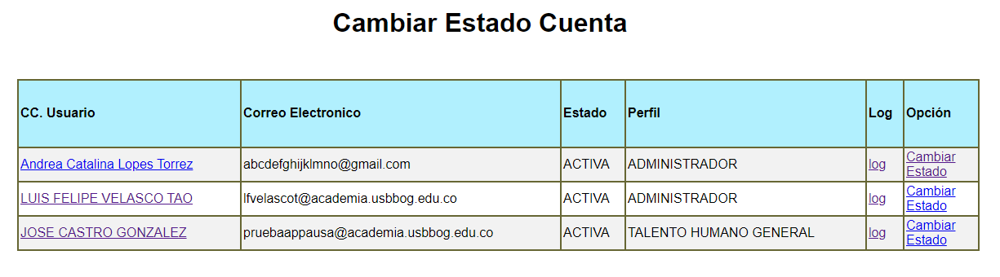 Cambiar Estado Cuenta
CC. Usuario Correo Electronico Estado Perfil Log Opción
Andrea Catalina Lopes Torrez abcdefghijklmno@gmail.com ACTIVA ADMINISTRADOR log Cambiar
Estado
LUIS FELIPE VELASCO TAO lfvelascot@academia.usbbog.edu.co ACTIVA ADMINISTRADOR log Cambiar
Estado
JOSE CASTRO GONZALEZ pruebaappausa@academia.usbbog.edu.co ACTIVA TALENTO HUMANO GENERAL log Cambiar
Estado